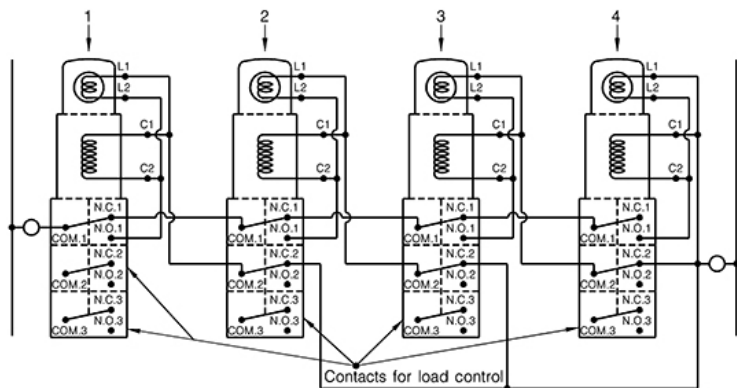 1 2 3 4
L1 L1 L1 L1
L2 L2 L2 L2
C1 C1 C1 C1
C2 C2 C2 C2
N.C.1 N.C.1 N.C.1 N.C.1
N.O.1 N.O.1 N.O.1 N.O.1
COM.1 COM.1 COM.1 COM.1
N.C.2 N.C.2 N.C.2 N.C.2
N.O.2 N.O.2 N.O.2 N.O.2
COM.2 COM.2 COM.2 COM.2
N.C.3 N.C.3 N.C.3 N.C.3
N.O.3 N.O.3 N.O.3 N.O.3
COM.3 COM.3 COM.3 COM.3
Contacts for load control